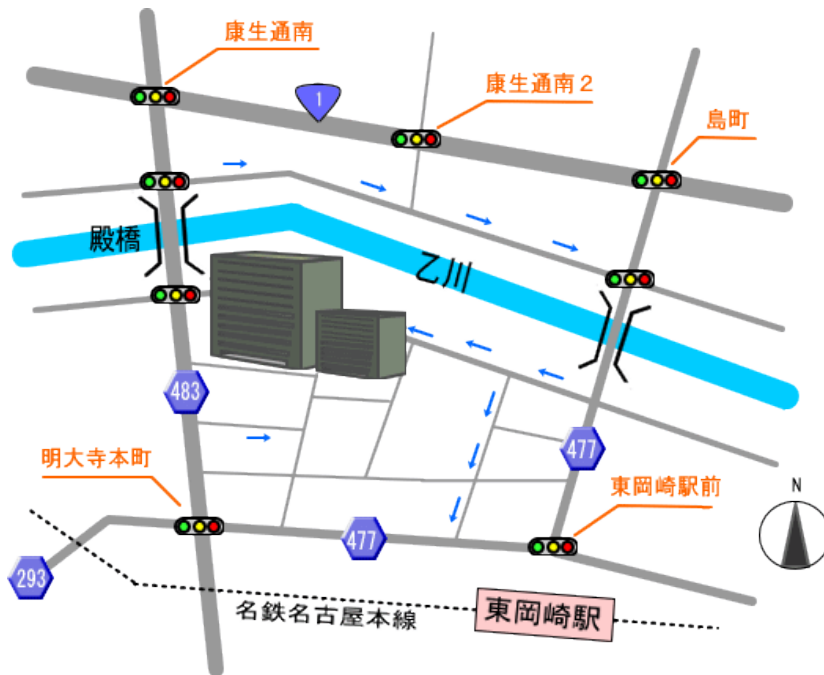 康生通南
康生通南２
1
島町
殿橋
乙川
483
477
明大寺本町
東岡崎駅前
N
477
293
名鉄名古屋本線
東岡崎駅